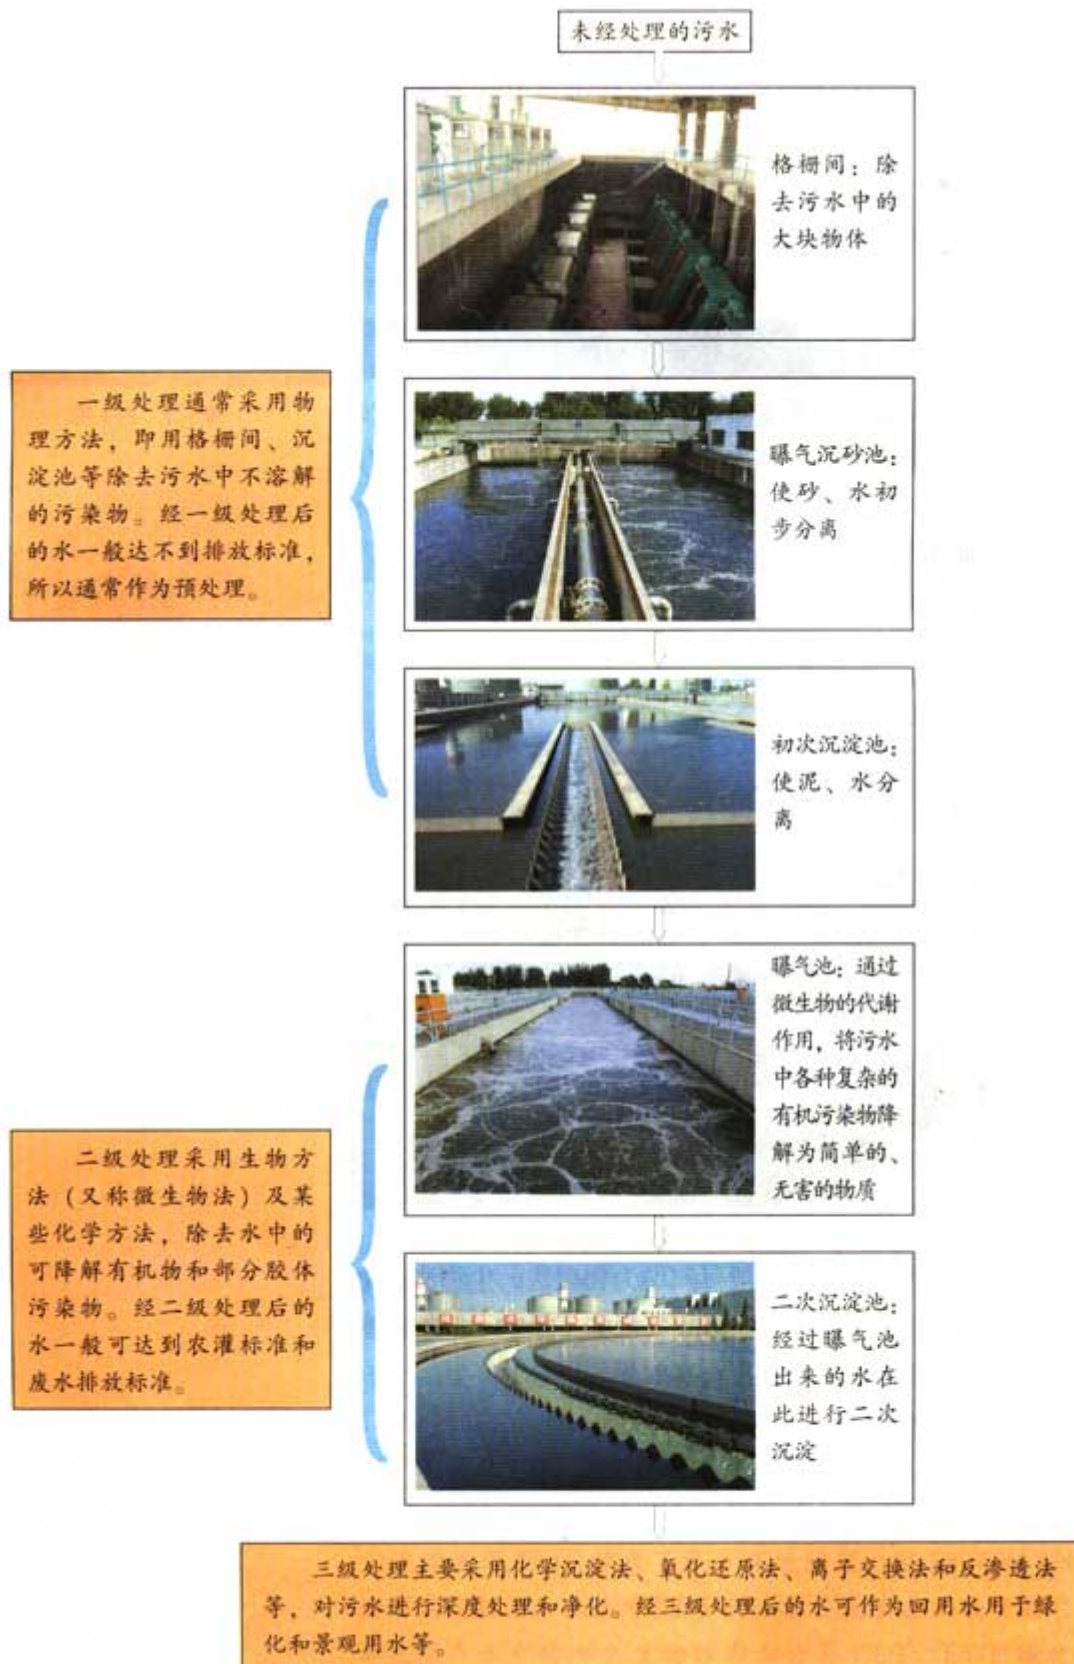 未经处理的污水
格栅间：除
去污水中的
大块物体
一级处理通常采用物
理方法，即用格栅间、沉
淀池等除去污水中不溶解
的污染物。经一级处理后
的水一般达不到排放标准，
所以通常作为预处理。
曝气沉砂池：
使砂、水初
步分离
初次沉淀池：
使泥、水分
离
曝气池：通过
微生物的代谢
作用，将污水
中各种复杂的
有机污染物降
解为简单的、
无害的物质
二级处理采用生物方
法（又称微生物法）及某
些化学方法，除去水中的
可降解有机物和部分胶体
污染物。经二级处理后的
水一般可达到农灌标准和
废水排放标准。
二次沉淀池：
经过曝气池
出来的水在
此进行二次
沉淀
三级处理主要采用化学沉淀法、氧化还原法、离子交换法和反渗透法
等，对污水进行深度处理和净化。经三级处理后的水可作为回用水用于绿
化和景观用水等。